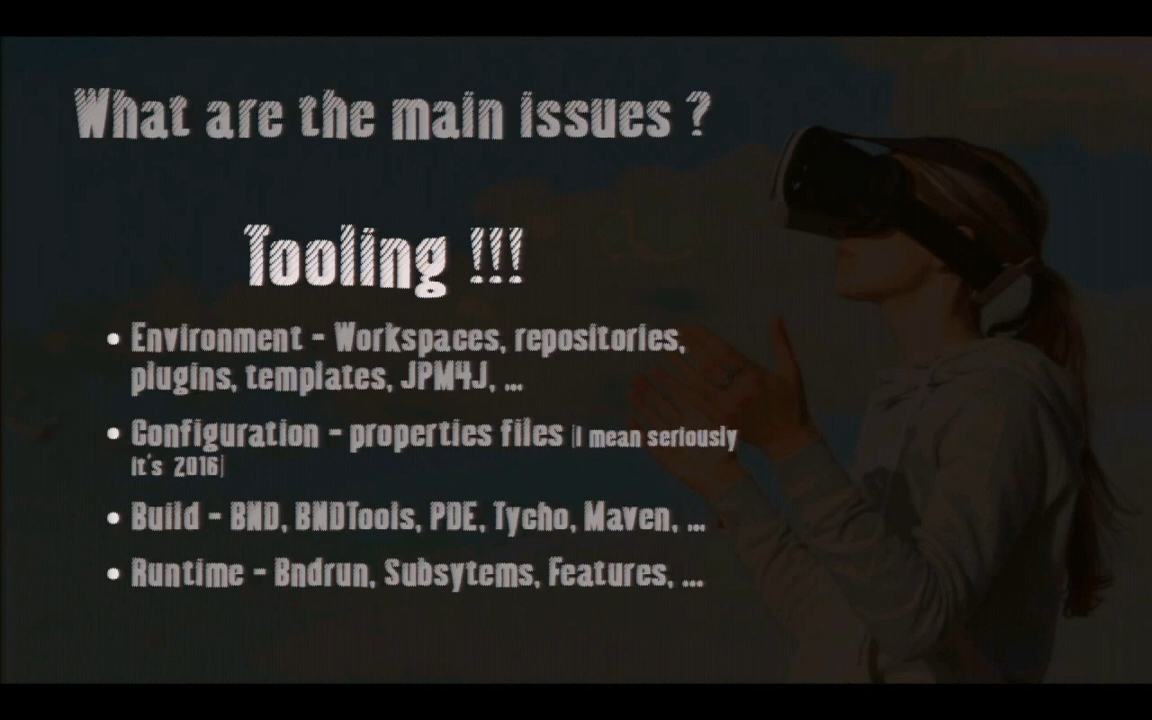 What are the main issues ?
Tooling !!!
• Environment - Workspaces, repositories,
plugins, templates, JPM4J, ...
• Configuration - properties files (I mean seriously
it's 2016)
• Build - BND, BNDTools, PDE, Tycho, Maven, ...
• Runtime - Bndrun, Subsytems, Features, ...